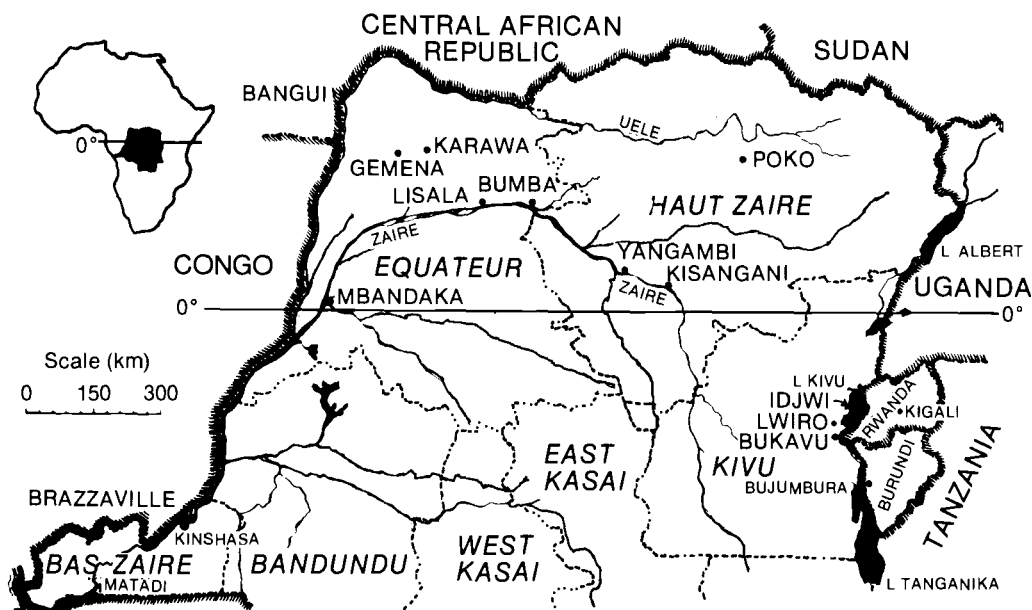 CENTRAL AFRICAN
REPUBLIC
SUDAN
BANGUI
0°
UELE
KARAWA
GEMENA
POKO
LISALA
BUMBA
HAUT ZAIRE
ZAIRE
YANGAMBI
L ALBERT
CONGO
EQUATEUR
KISANGANI
ZAIRE
UGANDA
0°
MBANDAKA
0°
Scale (km)
0 150 300
L KIVU
IDJWI
RWANDA
KIGALI
LWIRO
BUKAVU
EAST
KASAI
KIVU
BUJUMBURA
BURUNDI
TANZANIA
BRAZZAVILLE
KINSHASA
BAS-ZAIRE
BANDUNDU
WEST
KASAI
MATADI
L TANGANIKA